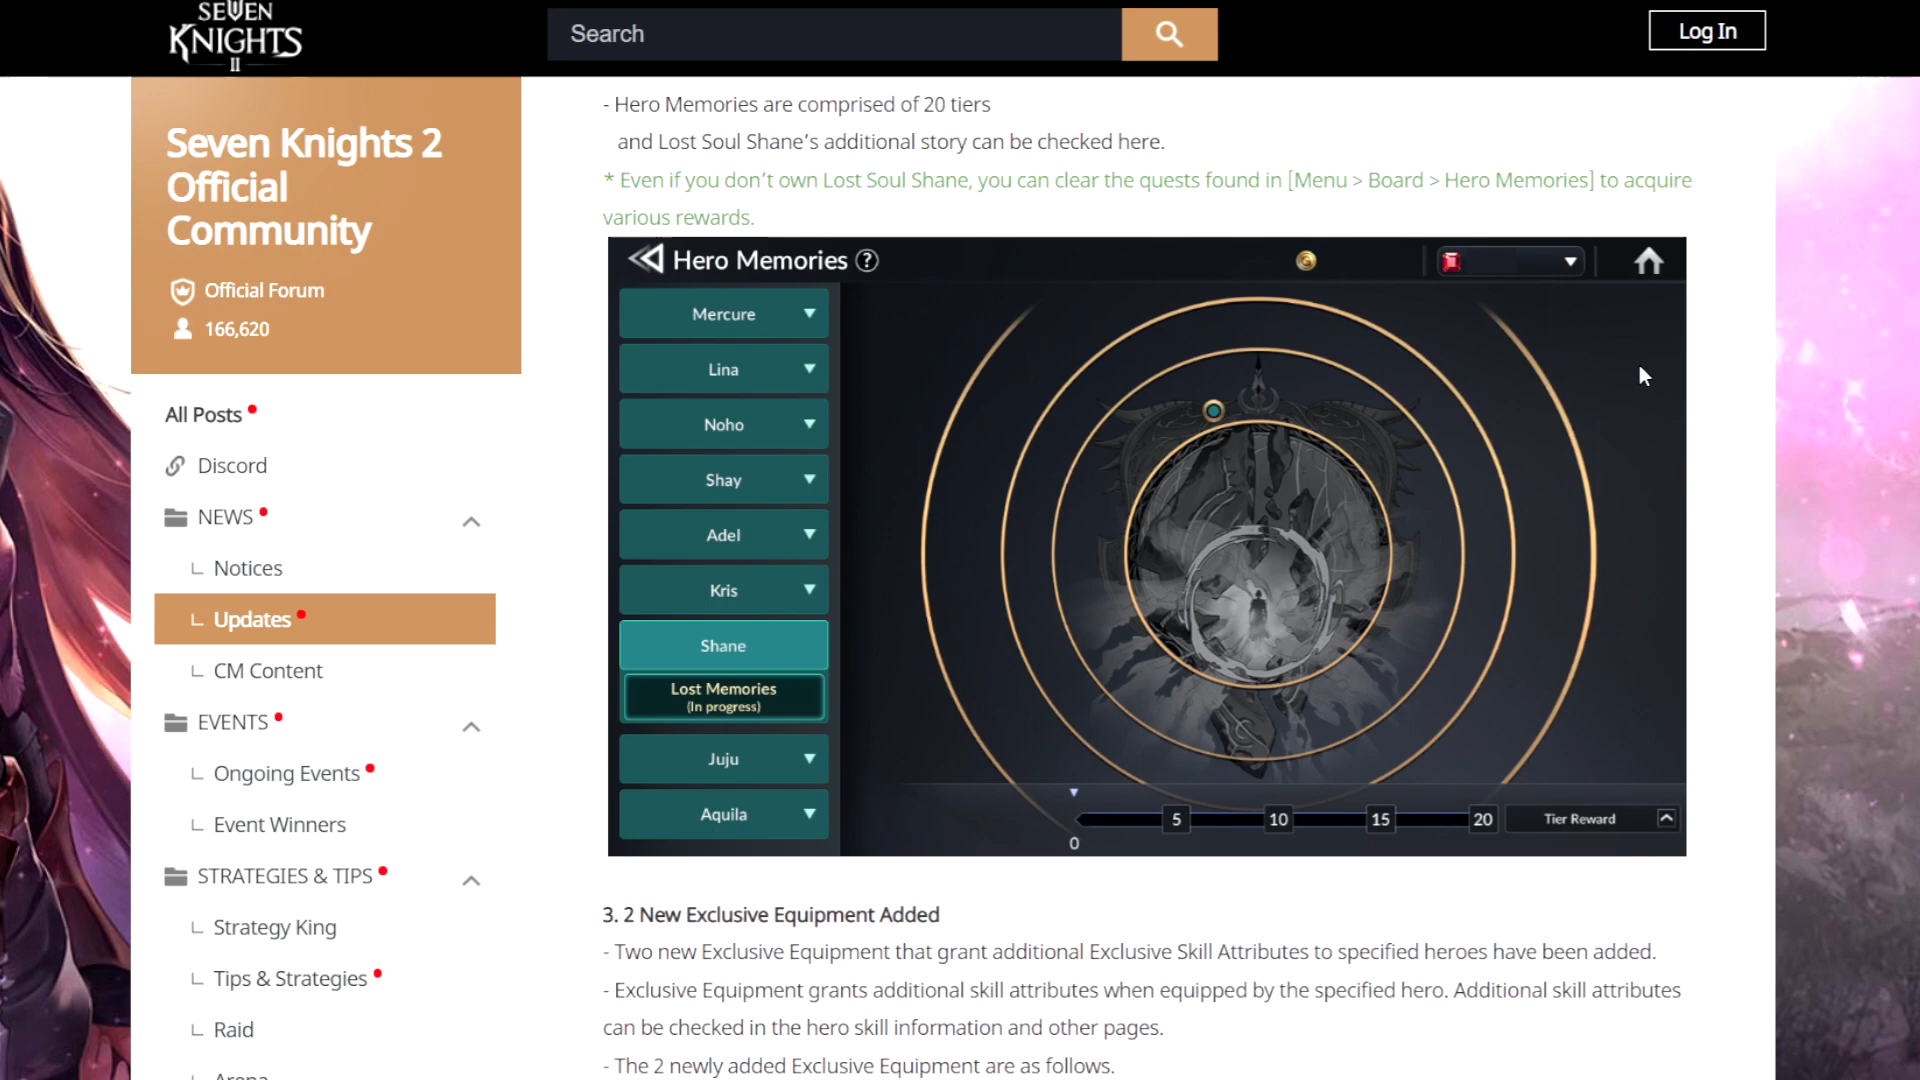 SEVEN
KNIGHTS
II
Search
Log In
Seven Knights 2
Official
Community
Official Forum
166,620
All Posts
Discord
NEWS
Notices
Updates
CM Content
EVENTS
Ongoing Events
Event Winners
STRATEGIES & TIPS
Strategy King
Tips & Strategies
Raid
Arena
- Hero Memories are comprised of 20 tiers
and Lost Soul Shane's additional story can be checked here.
* Even if you don't own Lost Soul Shane, you can clear the quests found in [Menu > Board > Hero Memories] to acquire
various rewards.
Hero Memories ?
Mercure
Lina
Noho
Shay
Adel
Kris
Shane
Lost Memories
(In progress)
Juju
Aquila
5 10 15 20 Tier Reward
0
3. 2 New Exclusive Equipment Added
- Two new Exclusive Equipment that grant additional Exclusive Skill Attributes to specified heroes have been added.
- Exclusive Equipment grants additional skill attributes when equipped by the specified hero. Additional skill attributes
can be checked in the hero skill information and other pages.
- The 2 newly added Exclusive Equipment are as follows.